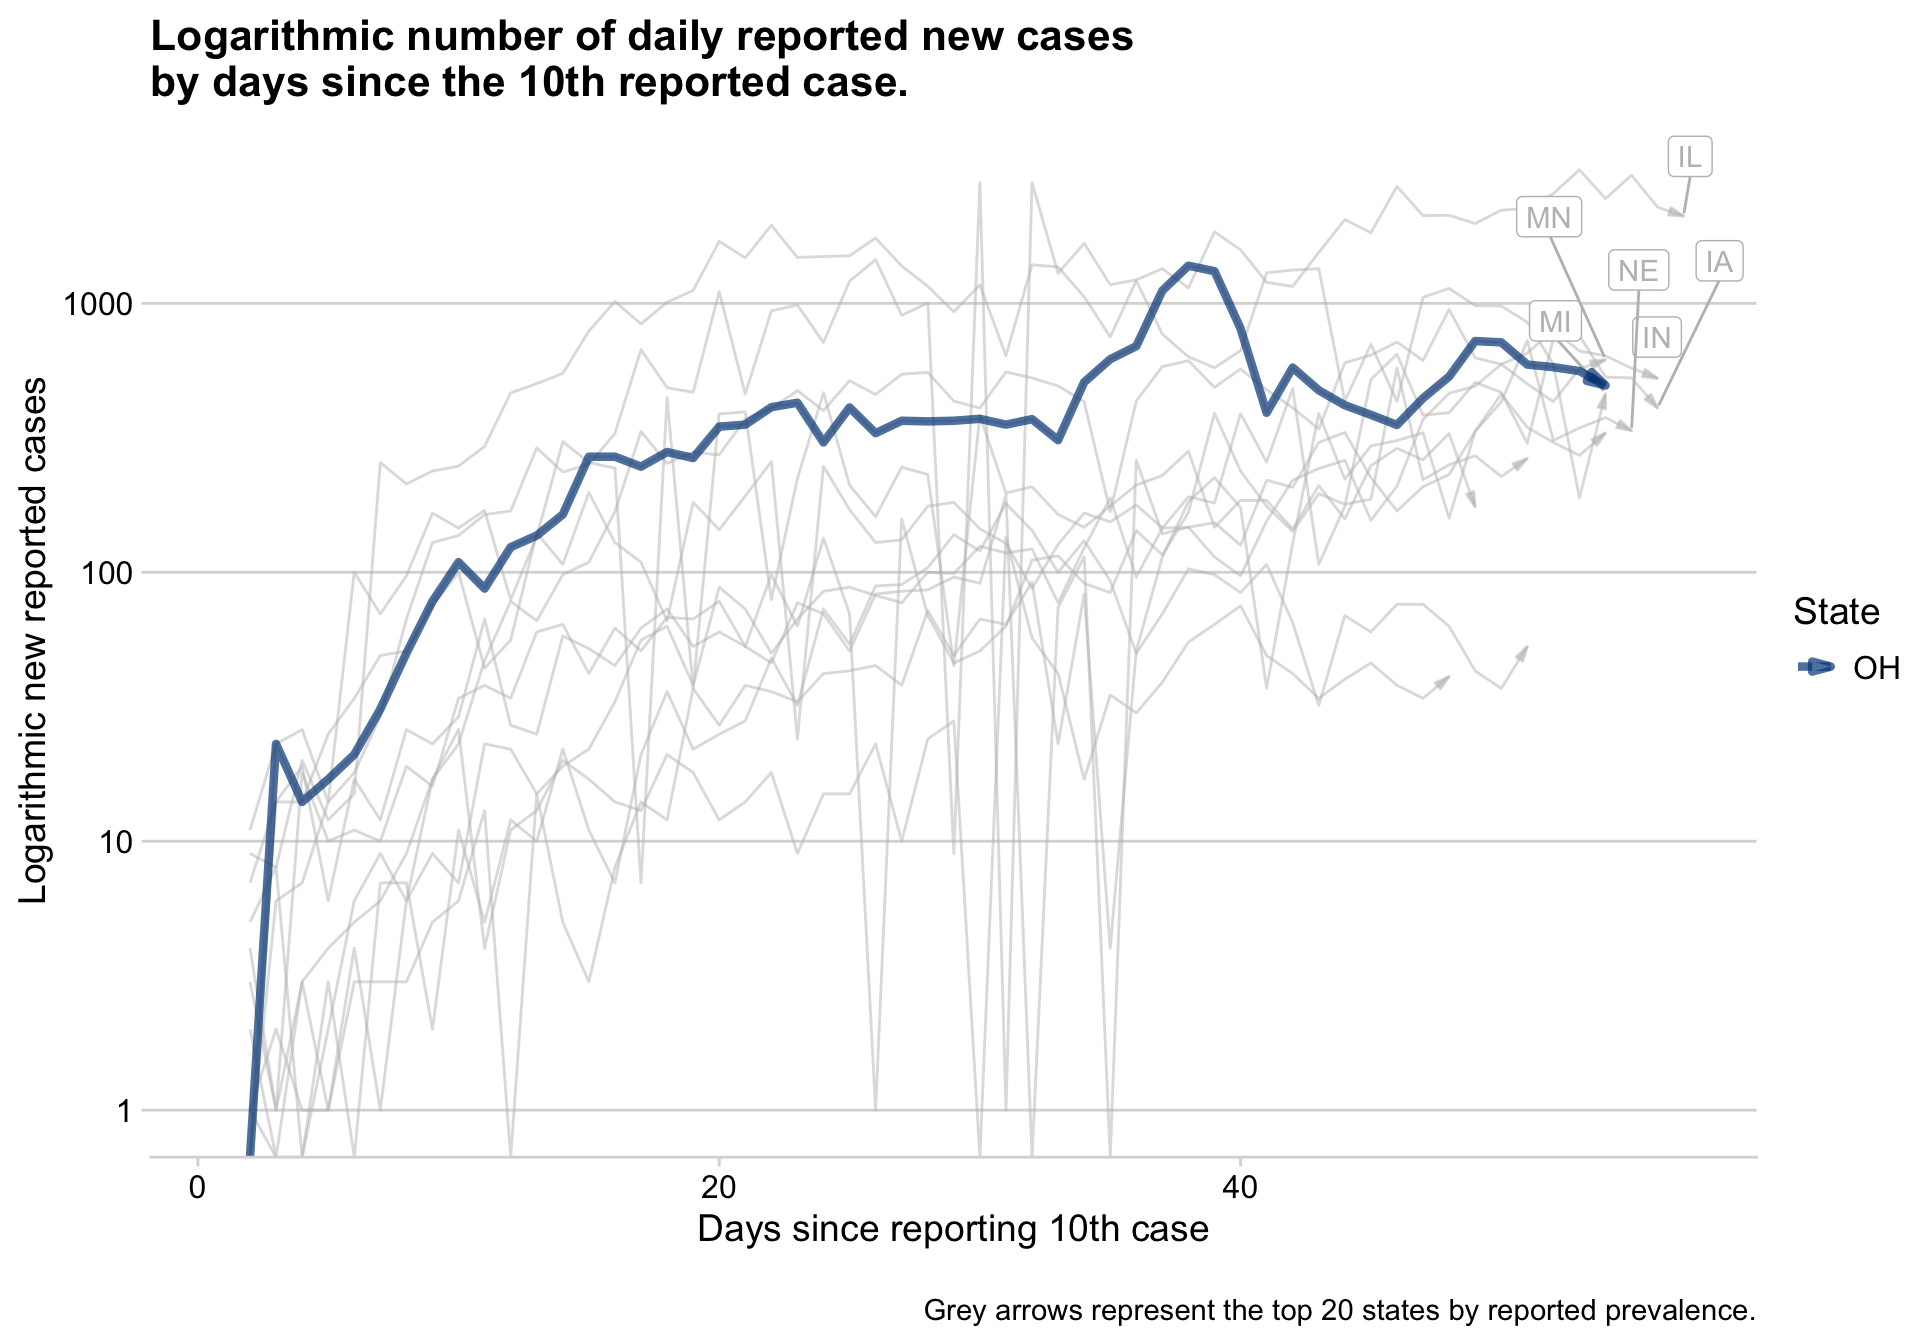 Logarithmic number of daily reported new cases
by days since the 10th reported case.
IL
MN
IA
NE
MI
IN
1000
100
10
1
Logarithmic new reported cases
State
OH
0
20
40
Days since reporting 10th case
Grey arrows represent the top 20 states by reported prevalence.